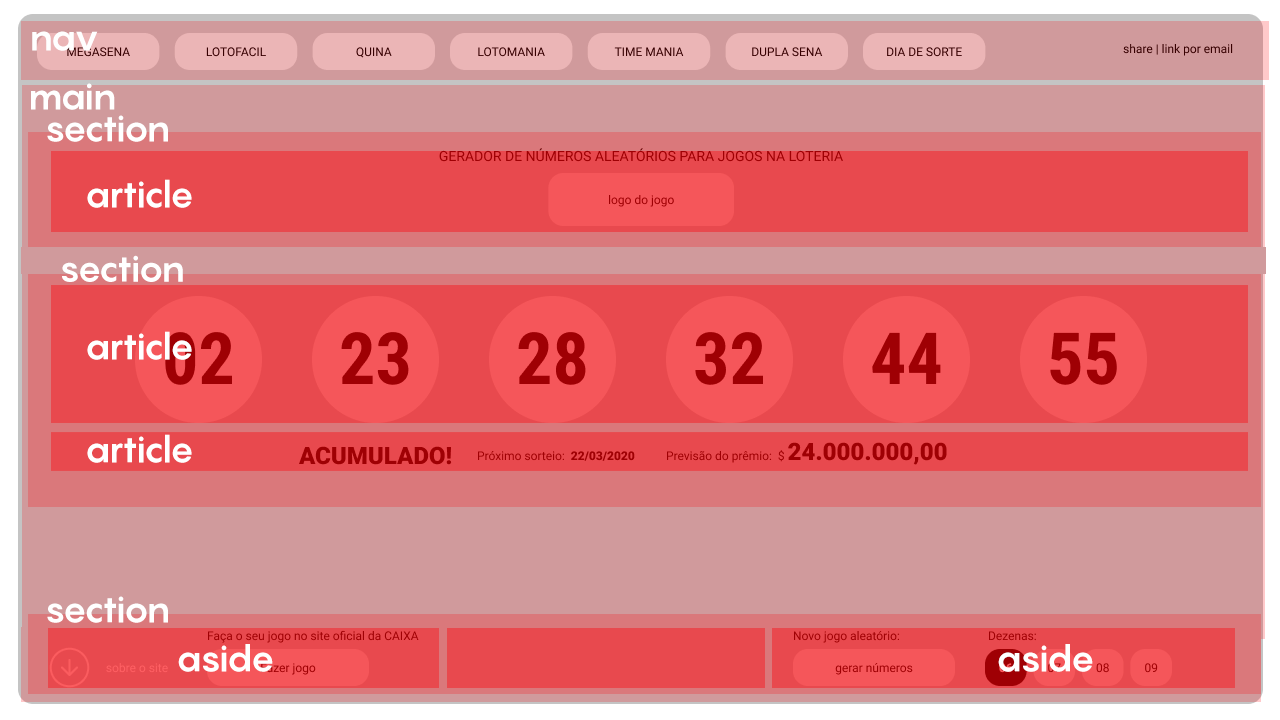 nav
MEGASENA LOTOFACIL QUINA LOTOMANIA TIME MANIA DUPLA SENA DIA DE SORTE share | link por email
main
section
GERADOR DE NÚMEROS ALEATÓRIOS PARA JOGOS NA LOTERIA
article
logo do jogo
section
article
02 23 28 32 44 55
article
ACUMULADO! Próximo sorteio: 22/03/2020 Previsão do prêmio: $ 24.000.000,00
section
Faça o seu jogo no site oficial da CAIXA Novo jogo aleatório: Dezenas:
aside aside
sobre o site jogo gerar números 08 09